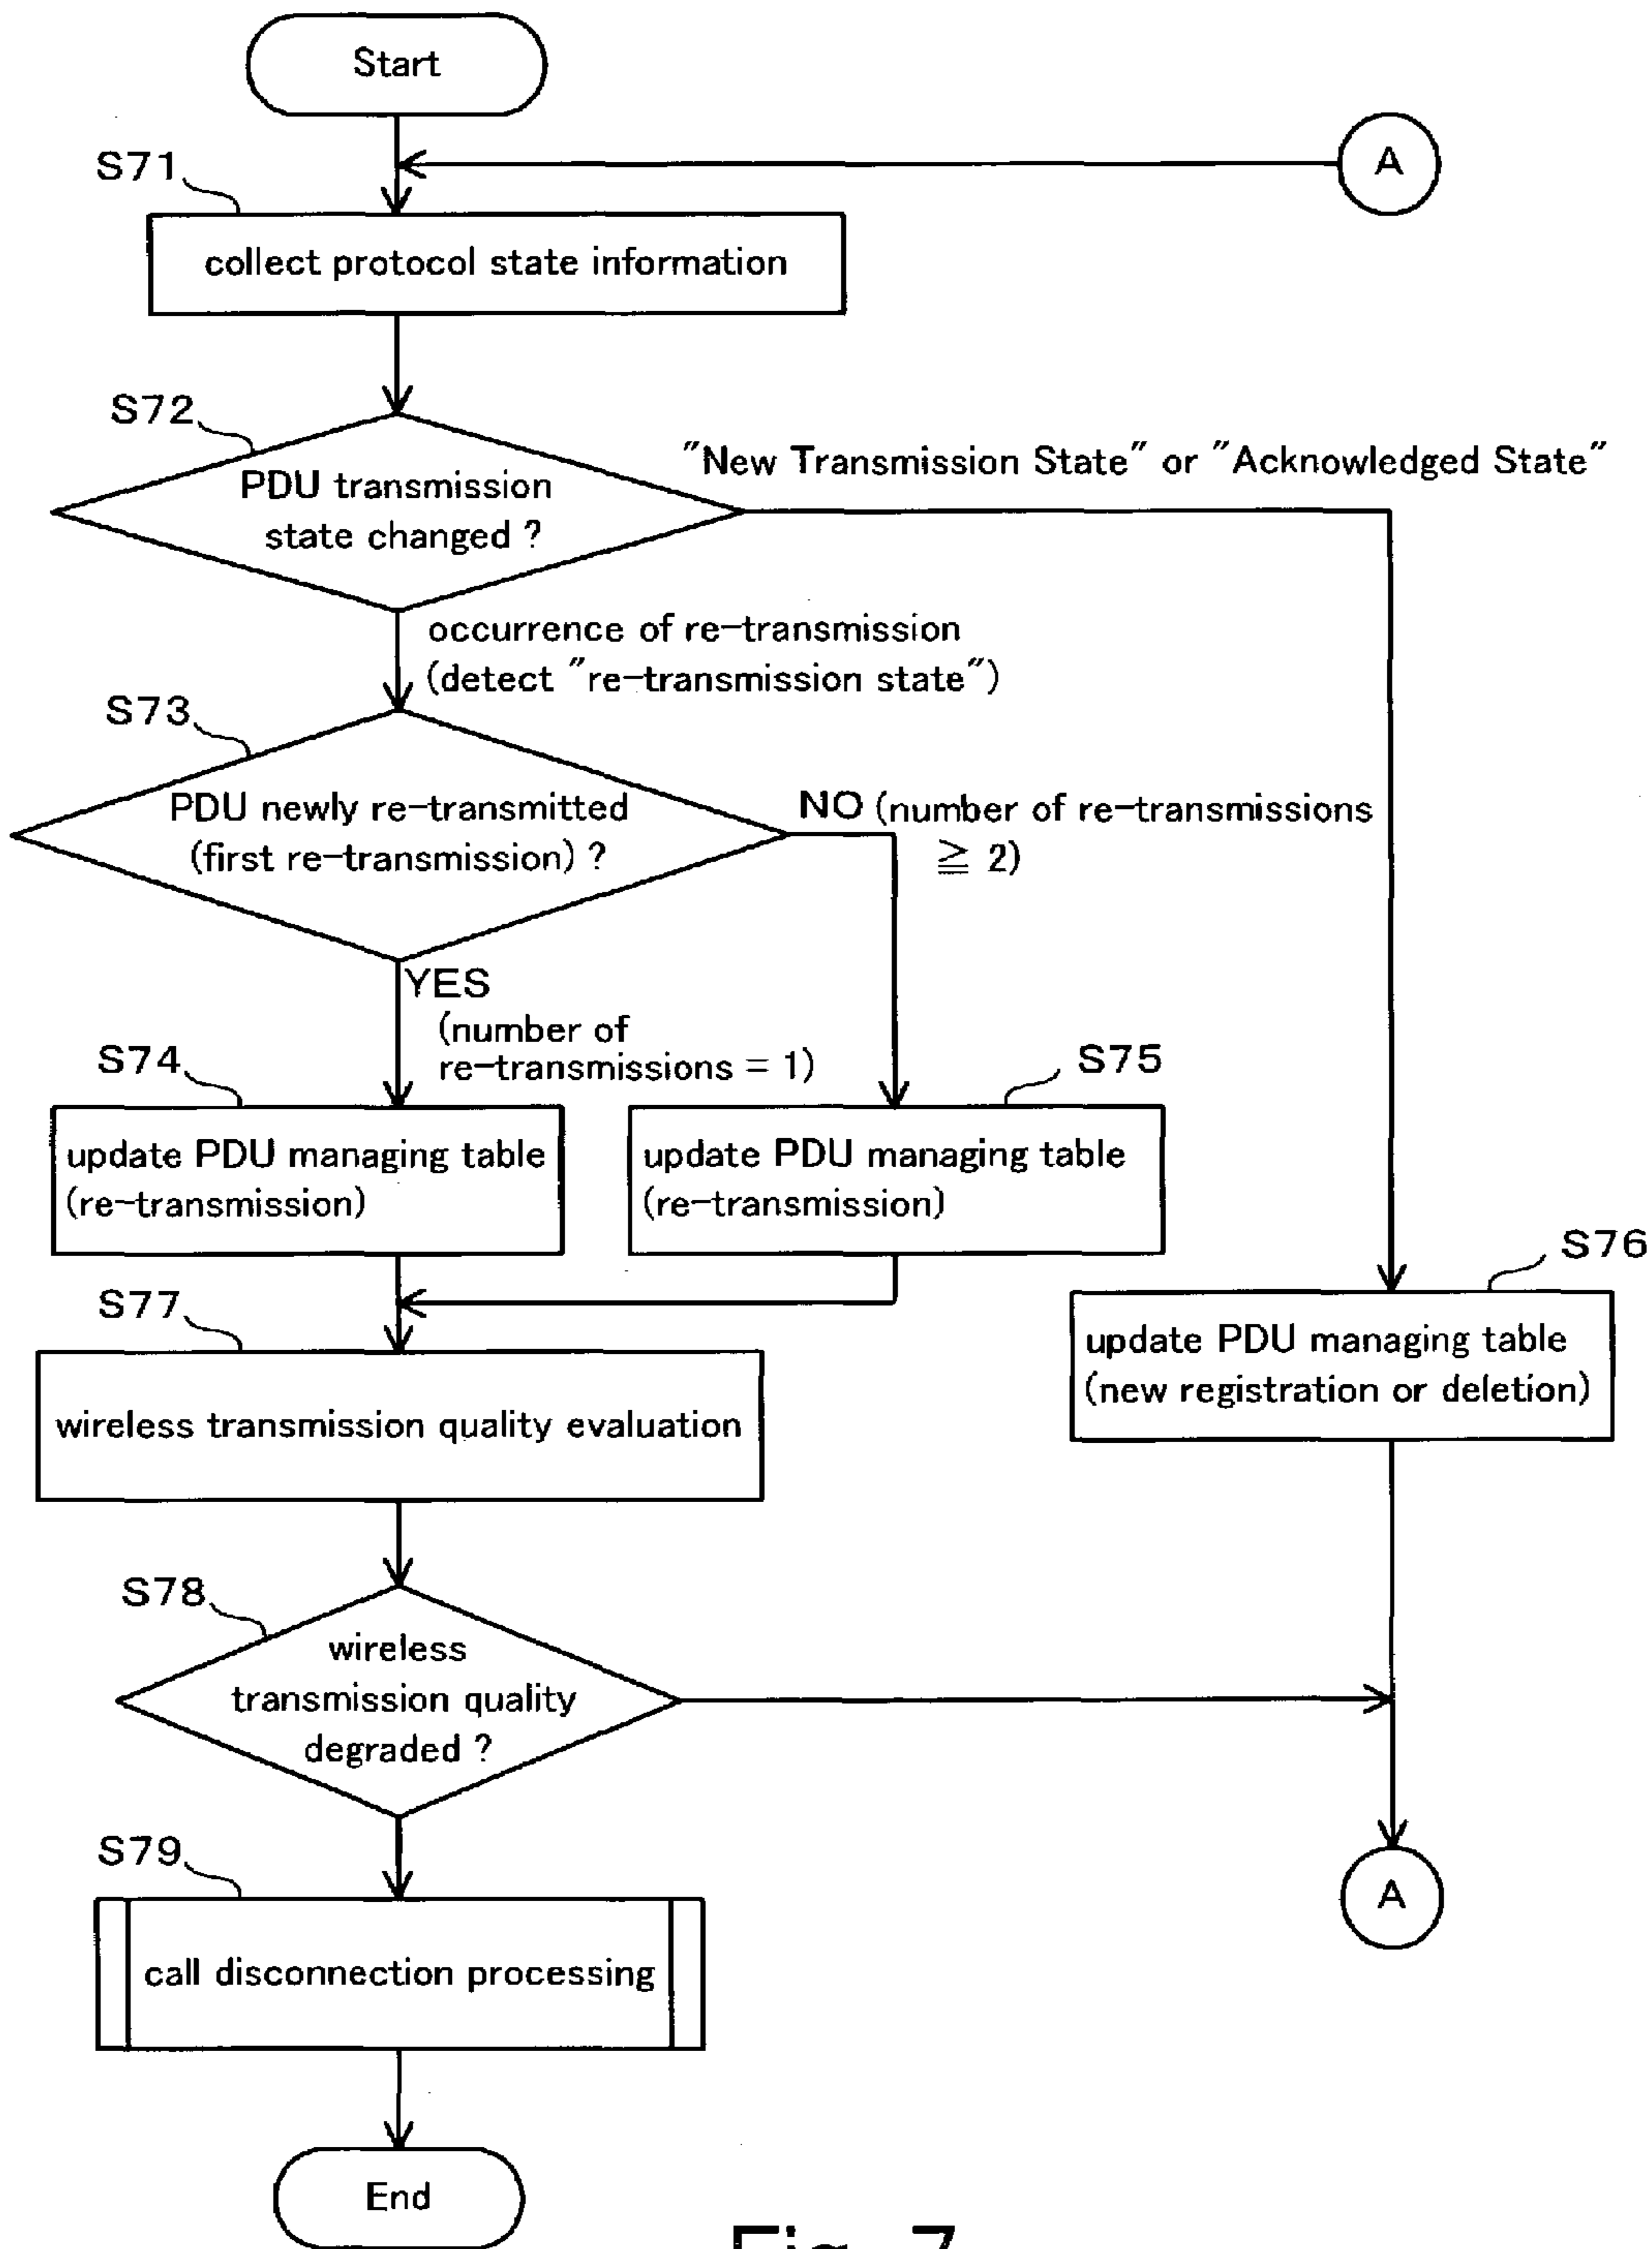 Start
A
S71
collect protocol state information
S72
PDU transmission
state changed ?
"New Transmission State" or "Acknowledged State"
occurrence of re-transmission
(detect "re-transmission state")
S73
PDU newly re-transmitted
(first re-transmission) ?
NO (number of re-transmissions
≧ 2)
YES
(number of
re-transmissions = 1)
S74
update PDU managing table
(re-transmission)
S75
update PDU managing table
(re-transmission)
S76
update PDU managing table
(new registration or deletion)
S77
wireless transmission quality evaluation
S78
wireless
transmission quality
degraded ?
S79
call disconnection processing
A
End
Fig. 7